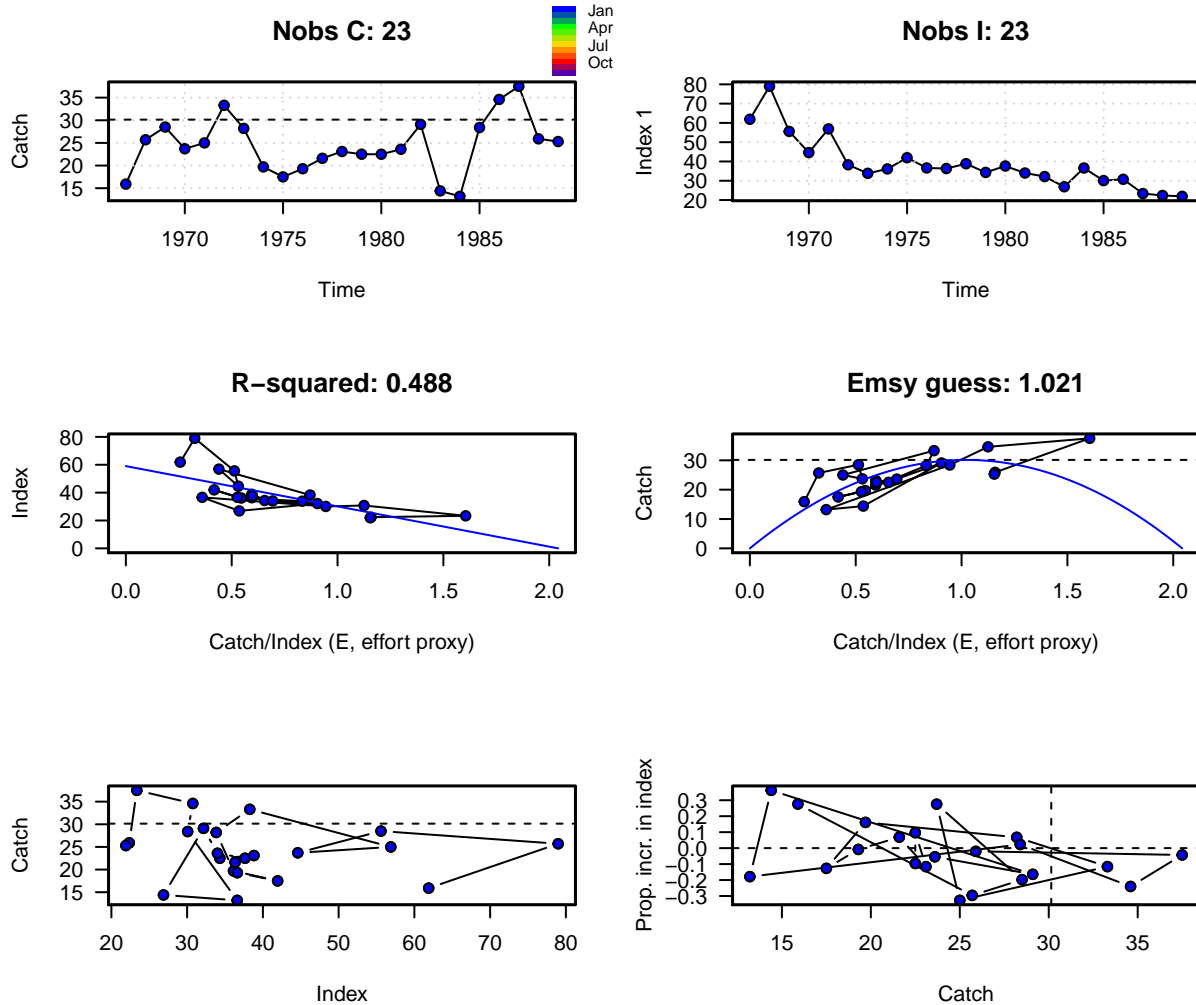 Nobs C: 23
Jan
Apr
Jul
Oct
Catch
35
30
25
20
15
1970 1975 1980 1985
Time
Nobs I: 23
Index 1
80
70
60
50
40
30
20
1970 1975 1980 1985
Time
R−squared: 0.488
Index
80
60
40
20
0
0.0 0.5 1.0 1.5 2.0
Catch/Index (E, effort proxy)
Emsy guess: 1.021
Catch
30
20
10
0
0.0 0.5 1.0 1.5 2.0
Catch/Index (E, effort proxy)
Catch
35
30
25
20
15
20 30 40 50 60 70 80
Index
Prop. incr. in index
0.3
0.1
0.0
−0.1
−0.3
15 20 25 30 35
Catch